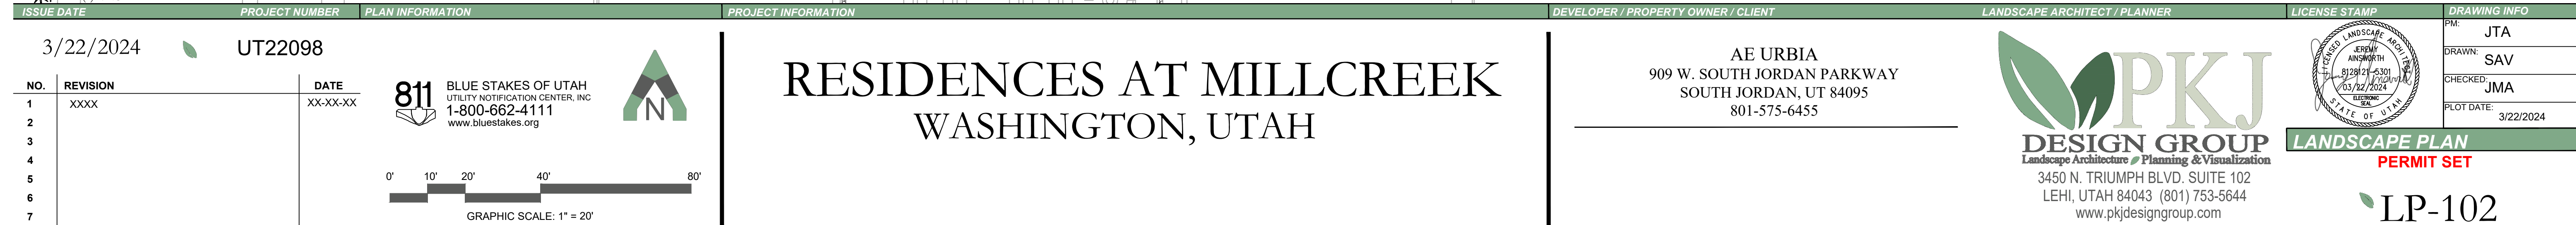 ISSUE DATE
PROJECT NUMBER
3/22/2024
UT22098
NO. REVISION DATE
1 XXXX XX-XX-XX
2
3
4
5
6
7
PLAN INFORMATION
811
BLUE STAKES OF UTAH
UTILITY NOTIFICATION CENTER, INC
1-800-662-4111
www.bluestakes.org
N
0' 10' 20' 40' 80'
GRAPHIC SCALE: 1" = 20'
PROJECT INFORMATION
RESIDENCES AT MILLCREEK
WASHINGTON, UTAH
DEVELOPER / PROPERTY OWNER / CLIENT
AE URBIA
909 W. SOUTH JORDAN PARKWAY
SOUTH JORDAN, UT 84095
801-575-6455
LANDSCAPE ARCHITECT / PLANNER
PKJ
DESIGN GROUP
Landscape Architecture Planning & Visualization
3450 N. TRIUMPH BLVD. SUITE 102
LEHI, UTAH 84043 (801) 753-5644
www.pkjdesigngroup.com
LICENSE STAMP
LICENSED LANDSCAPE ARCHITECT
JEREMY
AINSWORTH
8128121-5301
03/22/2024
ELECTRONIC
SEAL
STATE OF UTAH
DRAWING INFO
PM:
JTA
DRAWN:
SAV
CHECKED:
JMA
PLOT DATE:
3/22/2024
LANDSCAPE PLAN
PERMIT SET
LP-102